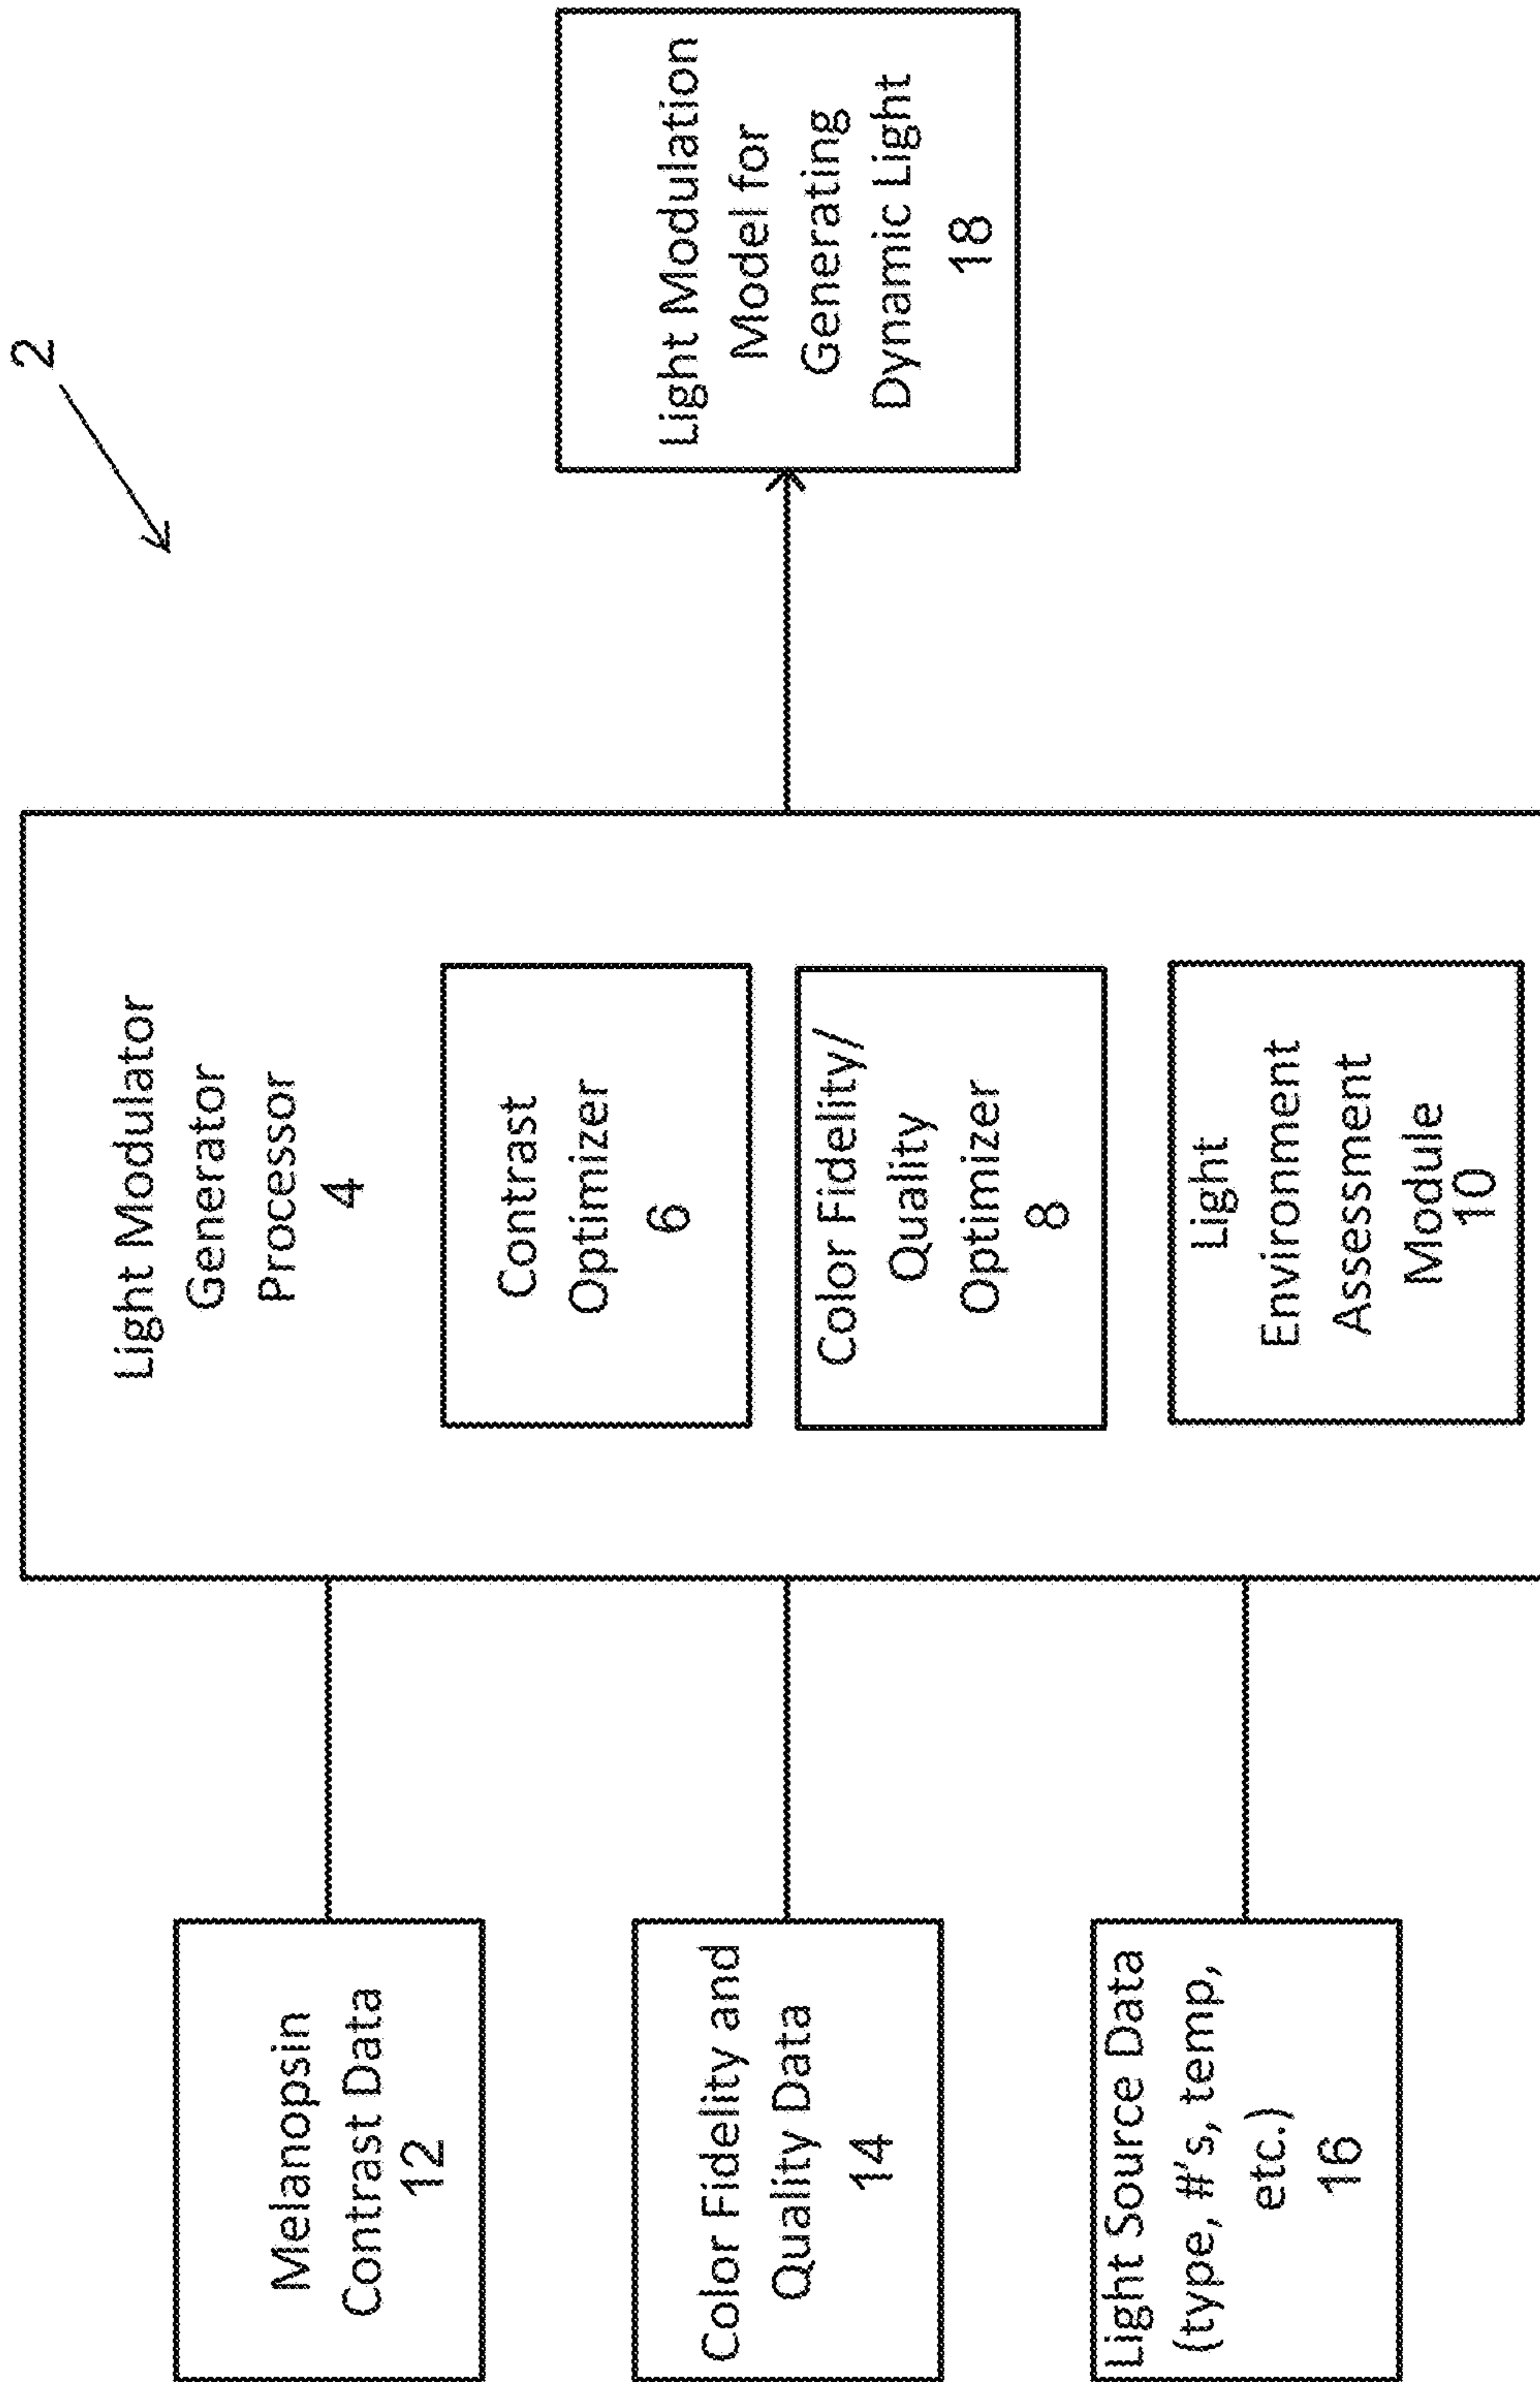 2
Melanopsin
Contrast Data
12
Color Fidelity and
Quality Data
14
Light Source Data
(type, #'s, temp,
etc.)
16
Light Modulator
Generator
Processor
4
Contrast
Optimizer
6
Color Fidelity/
Quality
Optimizer
8
Light
Environment
Assessment
Module
10
Light Modulation
Model for
Generating
Dynamic Light
18